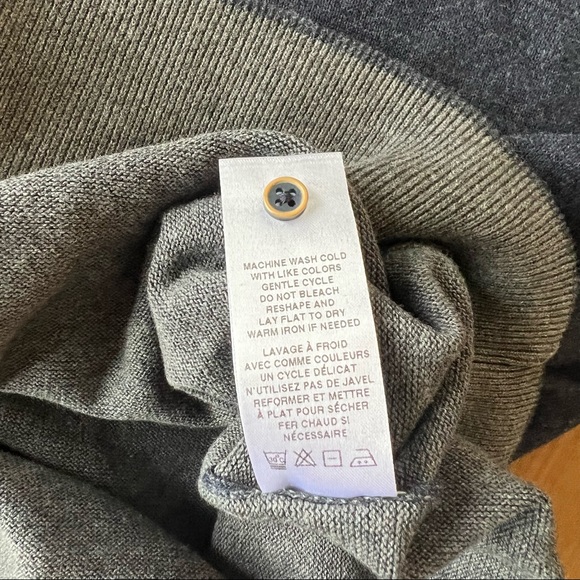 MACHINE WASH COLD
WITH LIKE COLORS
GENTLE CYCLE
DO NOT BLEACH
RESHAPE AND
LAY FLAT TO DRY
WARM IRON IF NEEDED
LAVAGE À FROID
AVEC COMME COULEURS
UN CYCLE DÉLICAT
N'UTILISEZ PAS DE JAVEL
REFORMER ET METTRE
À PLAT POUR SÉCHER
FER CHAUD SI
NÉCESSAIRE